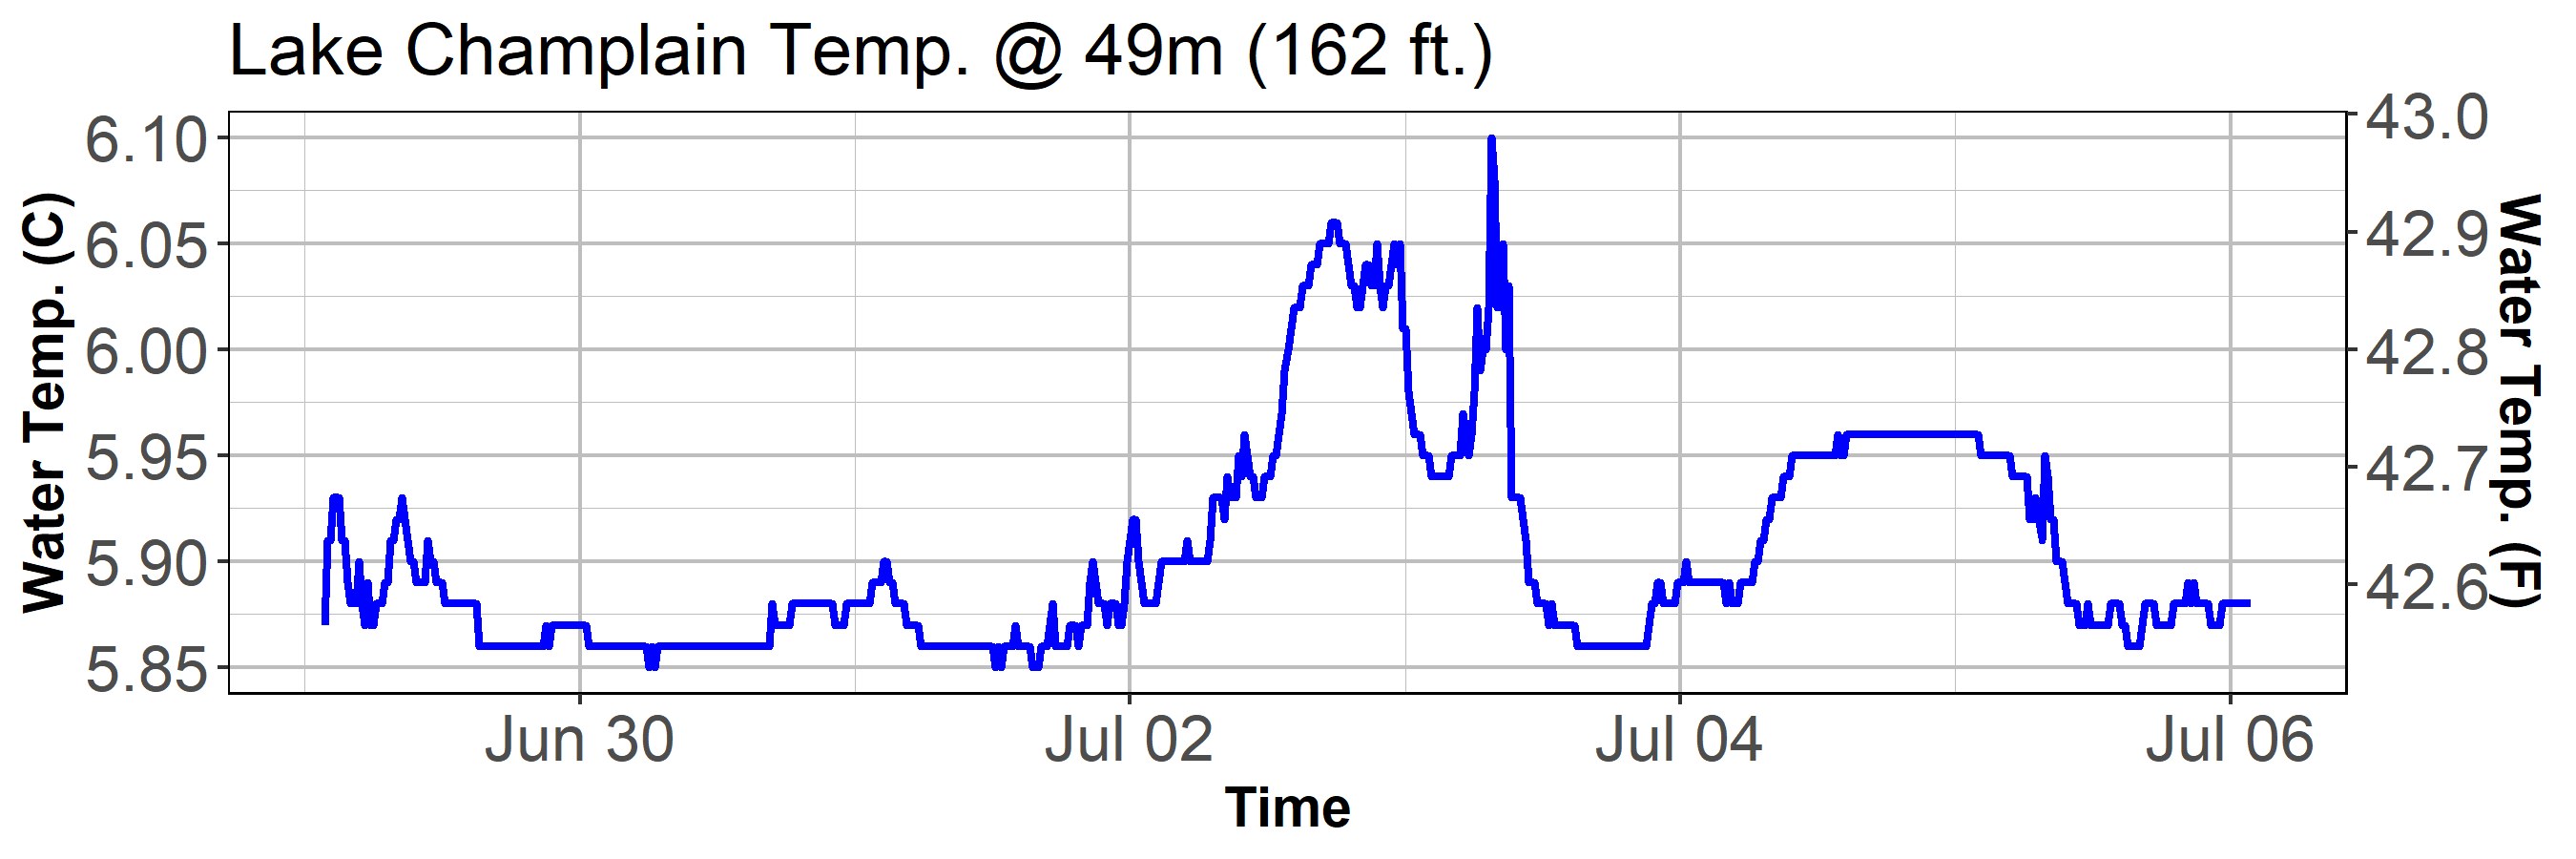 Lake Champlain Temp. @ 49m (162 ft.)
Water Temp. (C)
6.10
6.05
6.00
5.95
5.90
5.85
43.0
42.9
42.8
42.7
42.6
Water Temp. (F)
Jun 30
Jul 02
Jul 04
Jul 06
Time